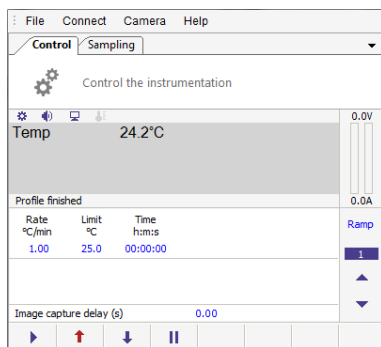 File Connect Camera Help
Control Sampling
Control the instrumentation
0.0V
Temp 24.2°C
Profile finished
0.0A
Rate Limit Time Ramp
°C/min °C h:m:s
1.00 25.0 00:00:00 1
Image capture delay (s) 0.00